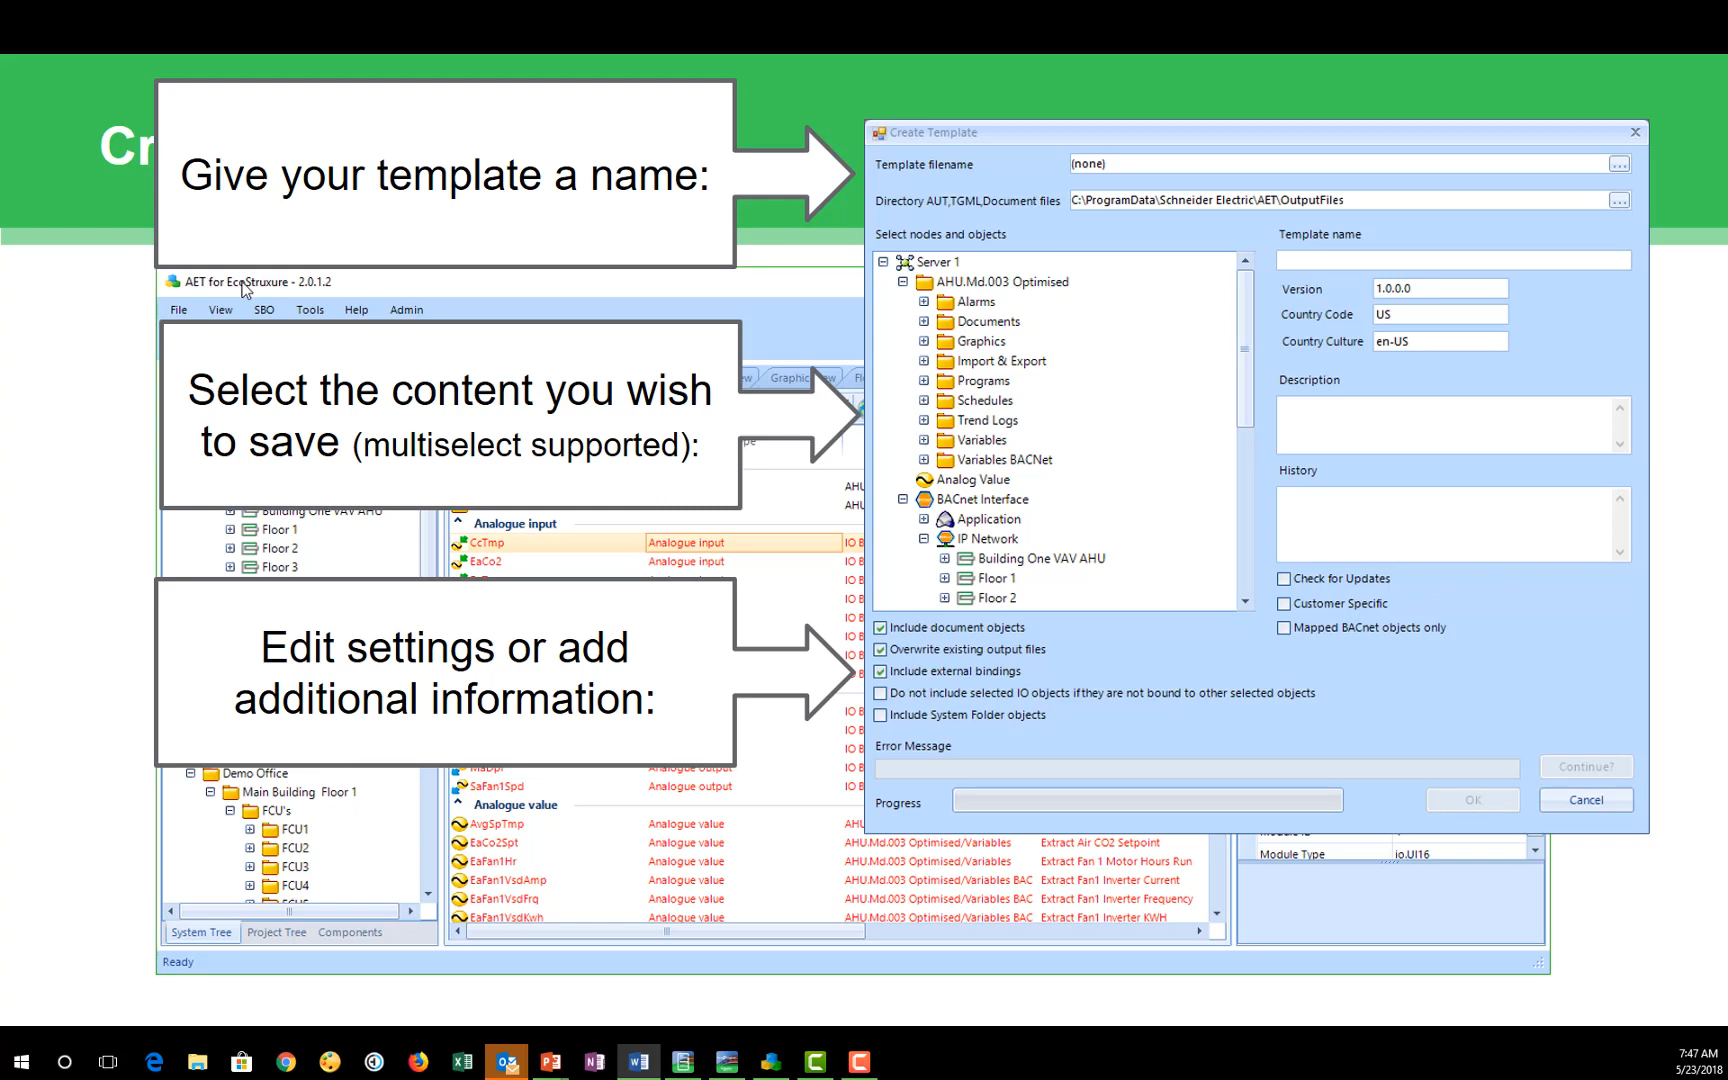 Cr
Give your template a name:
Select the content you wish
to save (multiselect supported):
Edit settings or add
additional information:
AET for EcoStruxure - 2.0.1.2
File View SBO Tools Help Admin
Building One VAV AHU
Floor 1
Floor 2
Floor 3
Demo Office
Main Building Floor 1
FCU's
FCU1
FCU2
FCU3
FCU4
System Tree Project Tree Components
Ready
Analogue input
CcTmp Analogue input IO B
EaCo2 Analogue input IO B
SaFan1Spd Analogue output IO B
Analogue value
AvgSpTmp Analogue value AHU
EaCo2Spt Analogue value AHU.Md.003 Optimised/Variables Extract Air CO2 Setpoint
EaFan1Hr Analogue value AHU.Md.003 Optimised/Variables Extract Fan 1 Motor Hours Run
EaFan1VsdAmp Analogue value AHU.Md.003 Optimised/Variables BAC Extract Fan1 Inverter Current
EaFan1VsdFrq Analogue value AHU.Md.003 Optimised/Variables BAC Extract Fan1 Inverter Frequency
EaFan1VsdKwh Analogue value AHU.Md.003 Optimised/Variables BAC Extract Fan1 Inverter KWH
Module Type io.UI16
Create Template
Template filename (none) ...
Directory AUT,TGML,Document files C:\ProgramData\Schneider Electric\AET\OutputFiles ...
Select nodes and objects
Server 1
AHU.Md.003 Optimised
Alarms
Documents
Graphics
Import & Export
Programs
Schedules
Trend Logs
Variables
Variables BACNet
Analog Value
BACnet Interface
Application
IP Network
Building One VAV AHU
Floor 1
Floor 2
Template name
Version 1.0.0.0
Country Code US
Country Culture en-US
Description
History
Check for Updates
Customer Specific
Mapped BACnet objects only
Include document objects
Overwrite existing output files
Include external bindings
Do not include selected IO objects if they are not bound to other selected objects
Include System Folder objects
Error Message
Continue?
Progress
OK
Cancel
7:47 AM
5/23/2018